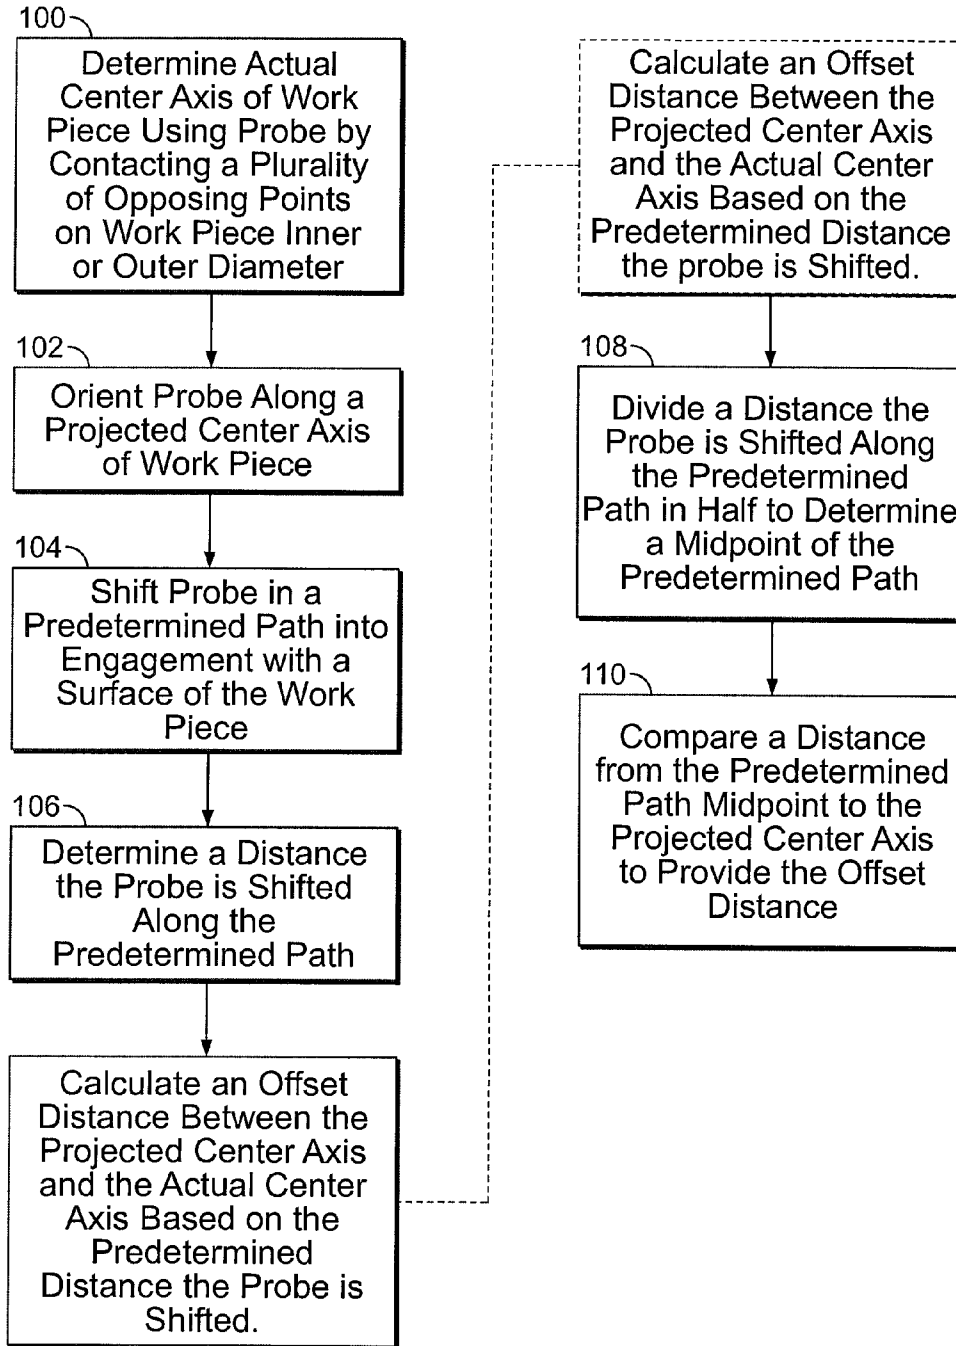 100
Determine Actual
Center Axis of Work
Piece Using Probe by
Contacting a Plurality
of Opposing Points
on Work Piece Inner
or Outer Diameter
102
Orient Probe Along a
Projected Center Axis
of Work Piece
104
Shift Probe in a
Predetermined Path into
Engagement with a
Surface of the Work
Piece
106
Determine a Distance
the Probe is Shifted
Along the
Predetermined Path
Calculate an Offset
Distance Between the
Projected Center Axis
and the Actual Center
Axis Based on the
Predetermined
Distance the Probe is
Shifted.
Calculate an Offset
Distance Between the
Projected Center Axis
and the Actual Center
Axis Based on the
Predetermined Distance
the probe is Shifted.
108
Divide a Distance the
Probe is Shifted Along
the Predetermined
Path in Half to Determine
a Midpoint of the
Predetermined Path
110
Compare a Distance
from the Predetermined
Path Midpoint to the
Projected Center Axis
to Provide the Offset
Distance